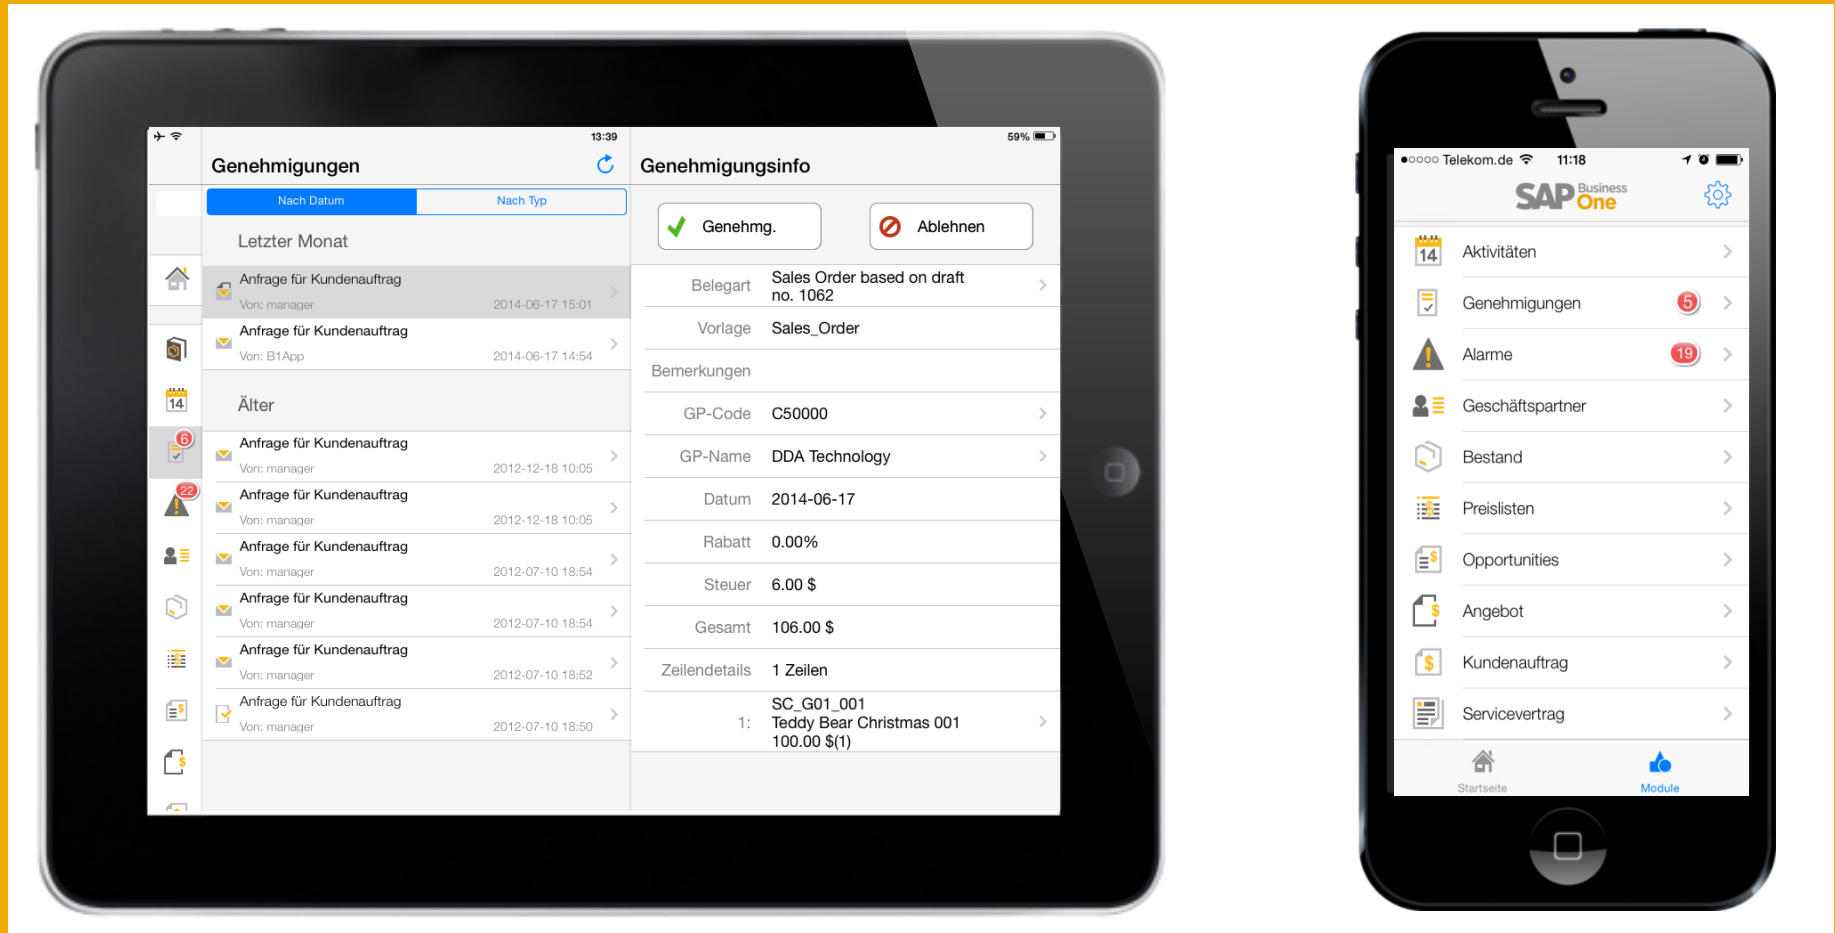 13:39
59%
Genehmigungen
Genehmigungsinfo
Nach Datum
Nach Typ
Letzter Monat
Anfrage für Kundenauftrag
Von: manager
2014-06-17 15:01
Anfrage für Kundenauftrag
Von: B1App
2014-06-17 14:54
Älter
Anfrage für Kundenauftrag
Von: manager
2012-12-18 10:05
Anfrage für Kundenauftrag
Von: manager
2012-12-18 10:05
Anfrage für Kundenauftrag
Von: manager
2012-07-10 18:54
Anfrage für Kundenauftrag
Von: manager
2012-07-10 18:54
Anfrage für Kundenauftrag
Von: manager
2012-07-10 18:52
Anfrage für Kundenauftrag
Von: manager
2012-07-10 18:50
14
6
22
Genehmg.
Ablehnen
Belegart
Sales Order based on draft
no. 1062
Vorlage
Sales_Order
Bemerkungen
GP-Code
C50000
GP-Name
DDA Technology
Datum
2014-06-17
Rabatt
0.00%
Steuer
6.00 $
Gesamt
106.00 $
Zeilendetails
1 Zeilen
1:
SC_G01_001
Teddy Bear Christmas 001
100.00 $(1)
Telekom.de
11:18
SAP Business One
14
Aktivitäten
Genehmigungen
5
Alarme
19
Geschäftspartner
Bestand
Preislisten
Opportunities
Angebot
Kundenauftrag
Servicevertrag
Startseite
Module